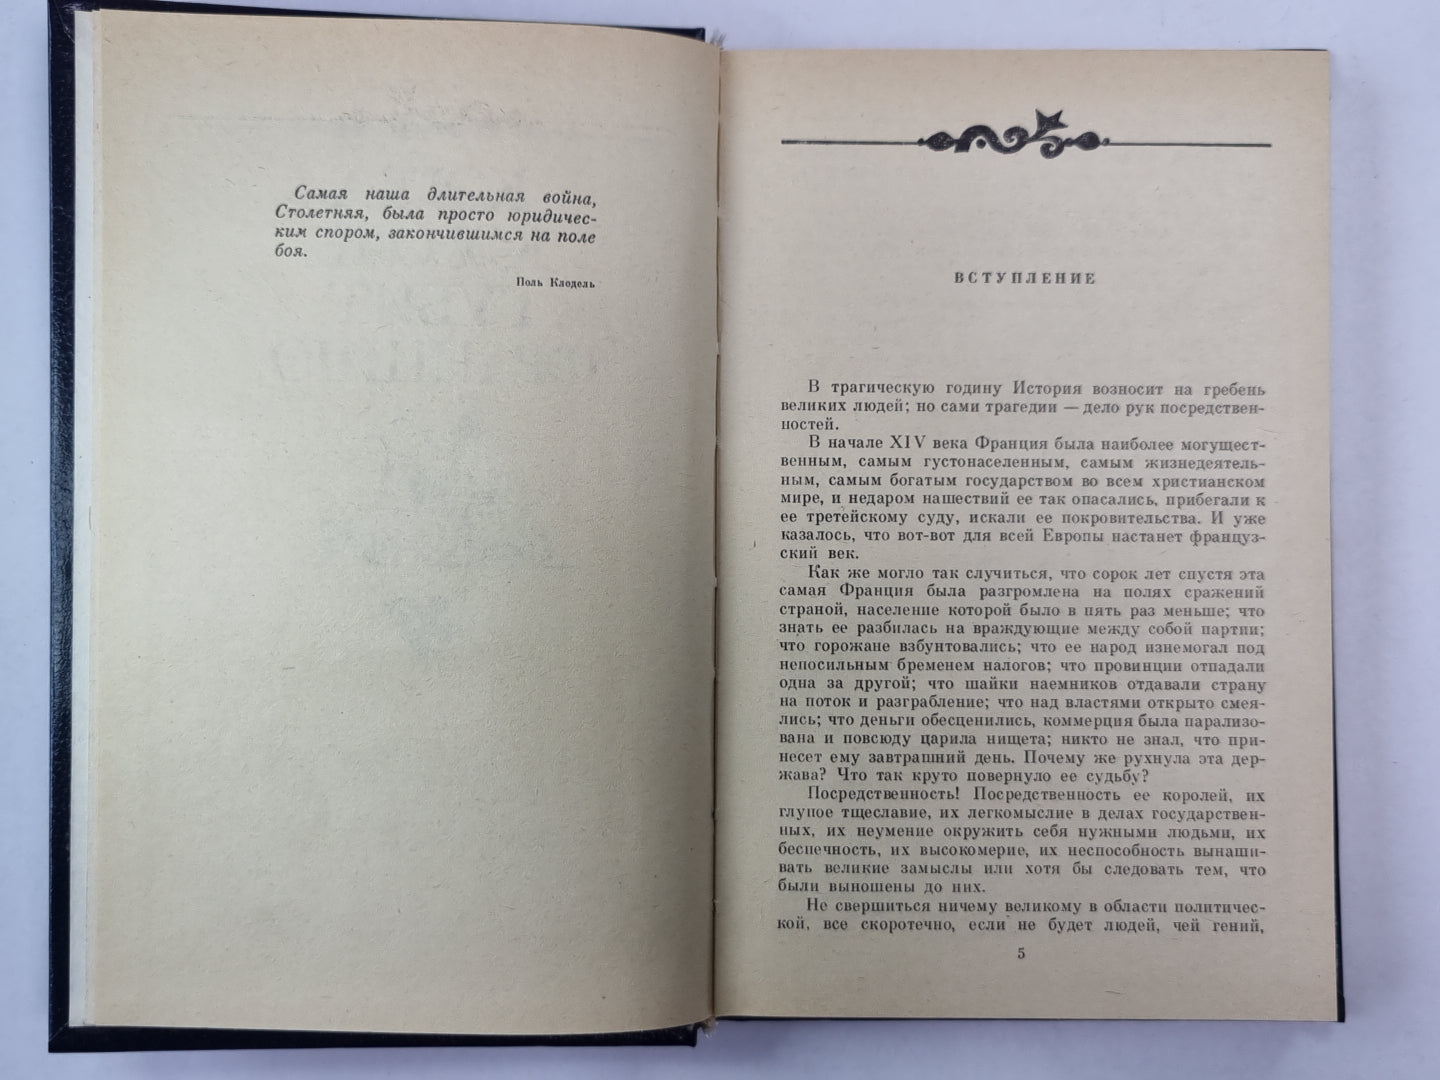 Самая наша длительная война,
Столетняя, была просто юридичес-
ким спором, закончившимся на поле
боя.
Поль Клодель
ВСТУПЛЕНИЕ
В трагическую годину История возносит на гребень
великих людей; но сами трагедии — дело рук посредствен-
ностей.
В начале XIV века Франция была наиболее могущест-
венным, самым густонаселенным, самым жизнедеятель-
ным, самым богатым государством во всем христианском
мире, и недаром нашествий ее так опасались, прибегали к
ее третейскому суду, искали ее покровительства. И уже
казалось, что вот-вот для всей Европы настанет француз-
ский век.
Как же могло так случиться, что сорок лет спустя эта
самая Франция была разгромлена на полях сражений
страной, население которой было в пять раз меньше; что
знать ее разбилась на враждующие между собой партии;
что горожане взбунтовались; что ее народ изнемогал под
непосильным бременем налогов; что провинции отпадали
одна за другой; что шайки наемников отдавали страну
на поток и разграбление; что над властями открыто смея-
лись; что деньги обесценились, коммерция была парализо-
вана и повсюду царила нищета; никто не знал, что при-
несет ему завтрашний день. Почему же рухнула эта дер-
жава? Что так круто повернуло ее судьбу?
Посредственность! Посредственность ее королей, их
глупое тщеславие, их легкомыслие в делах государствен-
ных, их неумение окружить себя нужными людьми, их
беспечность, их высокомерие, их неспособность вынаши-
вать великие замыслы или хотя бы следовать тем, что
были выношены до них.
Не свершиться ничему великому в области политичес-
кой, все скоротечно, если не будет людей, чей гений,
5